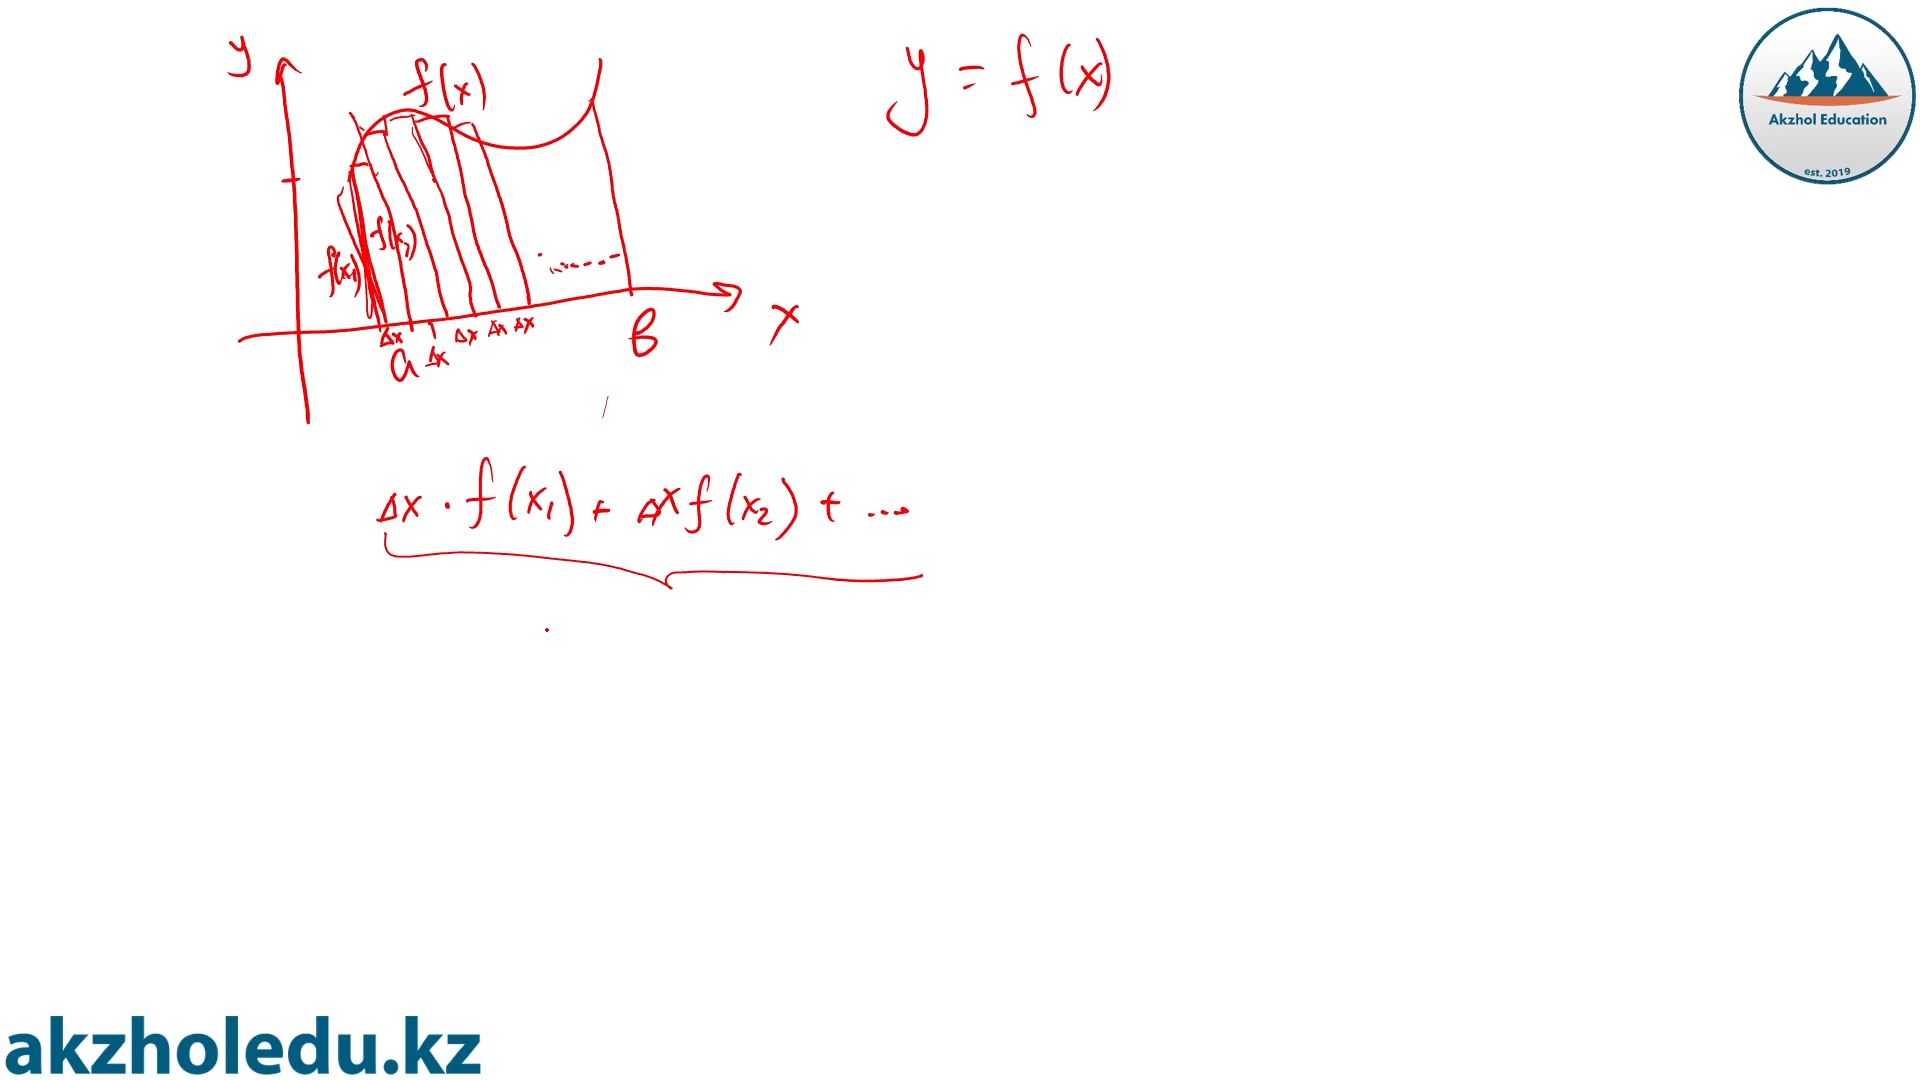 y
f(x)
y = f(x)
Akzhol Education
est. 2019
f(x₁)
f(x₂)
Δx
Δx
Δx
Δx
Δx
a
в
x
Δx · f(x₁) + Δx f(x₂) + ....
akzholedu.kz